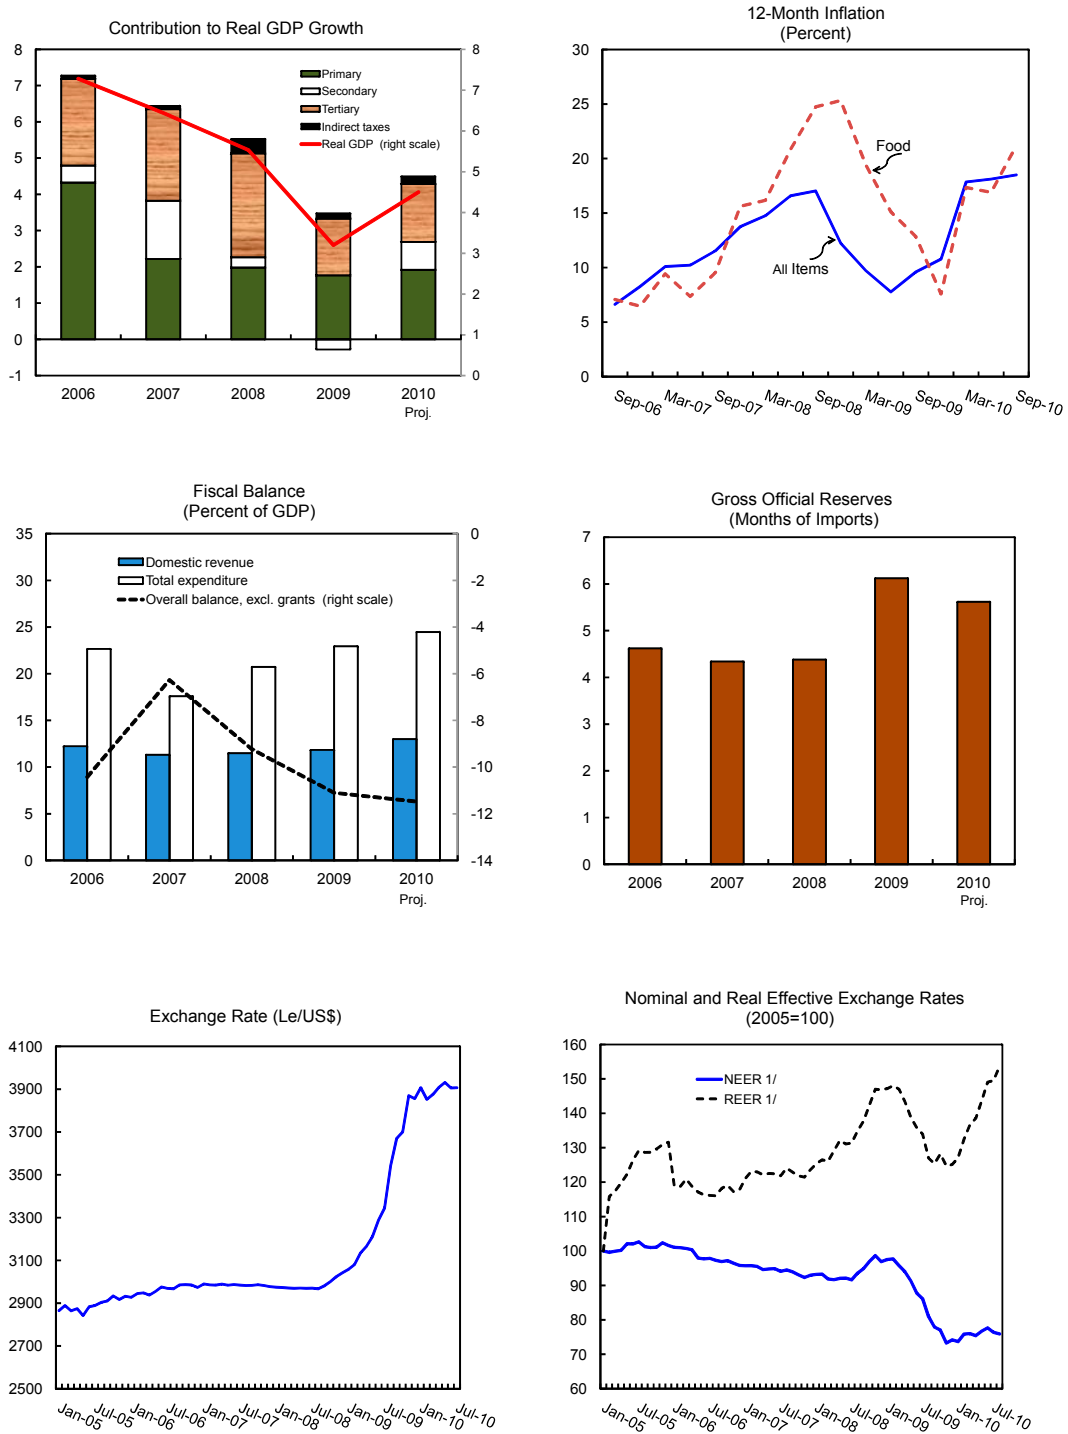 Contribution to Real GDP Growth
8
7
6
5
4
3
2
1
0
-1
8
7
6
5
4
3
2
1
0
Primary
Secondary
Tertiary
Indirect taxes
Real GDP (right scale)
2006 2007 2008 2009 2010
Proj.
12-Month Inflation
(Percent)
30
25
20
15
10
5
0
Food
All Items
Sep-06 Mar-07 Sep-07 Mar-08 Sep-08 Mar-09 Sep-09 Mar-10 Sep-10
Fiscal Balance
(Percent of GDP)
35
30
25
20
15
10
5
0
0
-2
-4
-6
-8
-10
-12
-14
Domestic revenue
Total expenditure
Overall balance, excl. grants (right scale)
2006 2007 2008 2009 2010
Proj.
Gross Official Reserves
(Months of Imports)
7
6
5
4
3
2
1
0
2006 2007 2008 2009 2010
Proj.
Exchange Rate (Le/US$)
4100
3900
3700
3500
3300
3100
2900
2700
2500
Jan-05 Jul-05 Jan-06 Jul-06 Jan-07 Jul-07 Jan-08 Jul-08 Jan-09 Jul-09 Jan-10 Jul-10
Nominal and Real Effective Exchange Rates
(2005=100)
160
150
140
130
120
110
100
90
80
70
60
NEER 1/
REER 1/
Jan-05 Jul-05 Jan-06 Jul-06 Jan-07 Jul-07 Jan-08 Jul-08 Jan-09 Jul-09 Jan-10 Jul-10